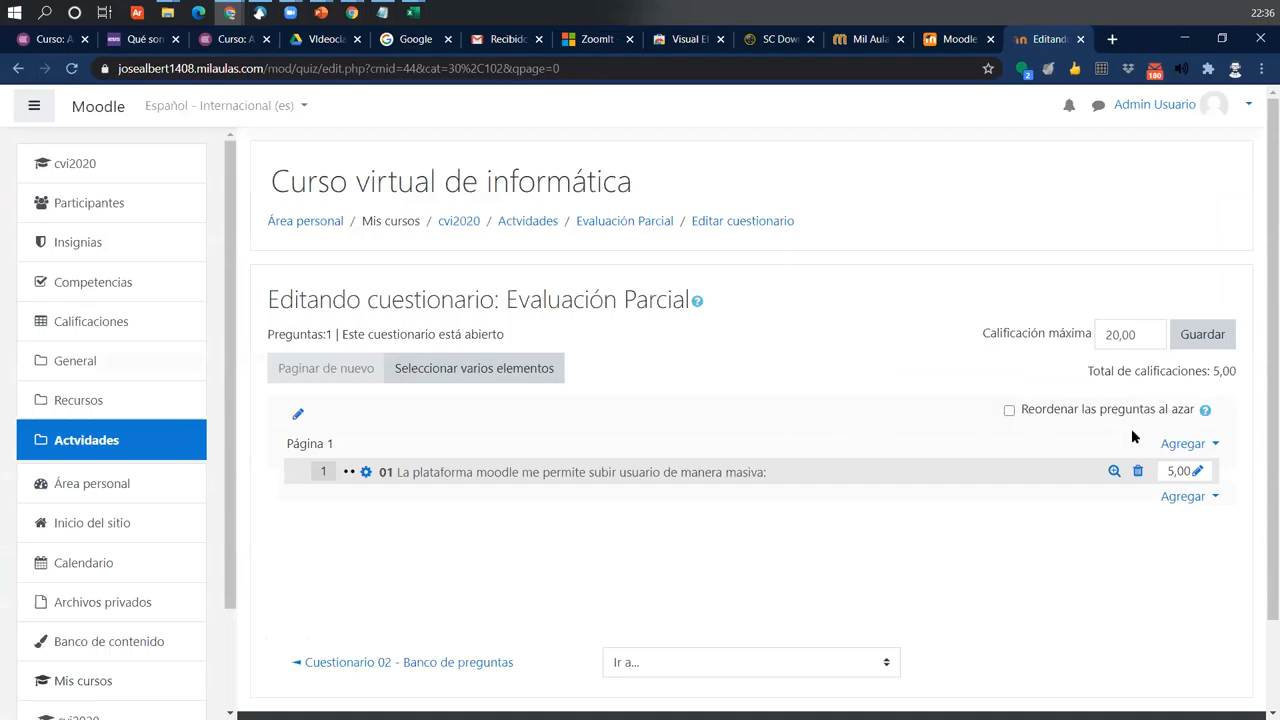 22:36
Curso: A
Qué son
Curso: A
Videocla
Google
Recibido
ZoomIt
Visual El
SC Dow
Mil Aula
Moodle
Editando
josealbert1408.milaulas.com/mod/quiz/edit.php?cmid=44&cat=30%2C102&qpage=0
2
180
Moodle
Español - Internacional (es)
Admin Usuario
cvi2020
Participantes
Insignias
Competencias
Calificaciones
General
Recursos
Actvidades
Área personal
Inicio del sitio
Calendario
Archivos privados
Banco de contenido
Mis cursos
cvi2020
Curso virtual de informática
Área personal / Mis cursos / cvi2020 / Actvidades / Evaluación Parcial / Editar cuestionario
Editando cuestionario: Evaluación Parcial
Preguntas:1 | Este cuestionario está abierto
Calificación máxima 20,00 Guardar
Paginar de nuevo Seleccionar varios elementos
Total de calificaciones: 5,00
Reordenar las preguntas al azar
Página 1
Agregar
1 01 La plataforma moodle me permite subir usuario de manera masiva: 5,00
Agregar
◄ Cuestionario 02 - Banco de preguntas
Ir a...